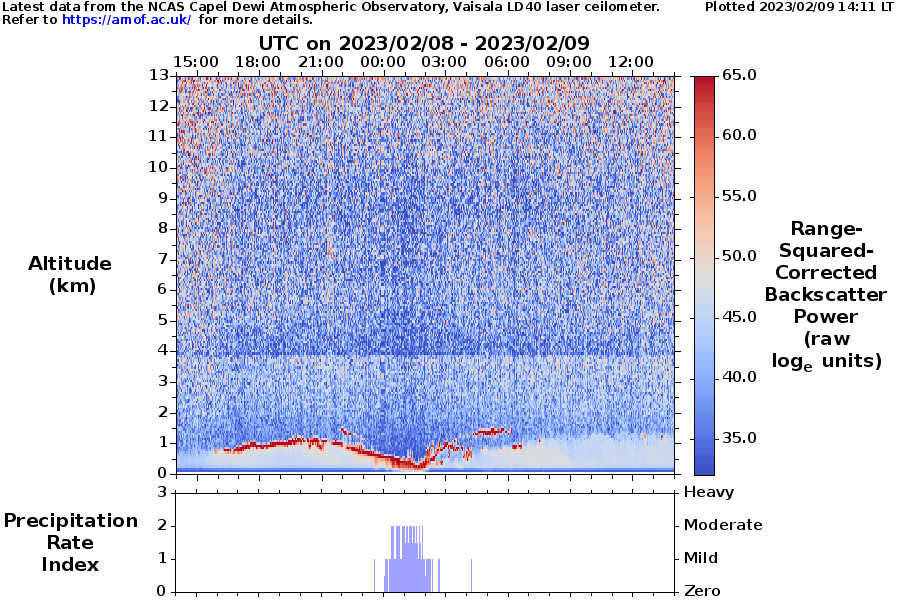 Latest data from the NCAS Capel Dewi Atmospheric Observatory, Vaisala LD40 laser ceilometer. Plotted 2023/02/09 14:11 LT
Refer to https://amof.ac.uk/ for more details.
UTC on 2023/02/08 - 2023/02/09
15:00 18:00 21:00 00:00 03:00 06:00 09:00 12:00
13
12
11
10
9
8
7
6
5
4
3
2
1
0
Altitude
(km)
65.0
60.0
55.0
50.0
45.0
40.0
35.0
Range-
Squared-
Corrected
Backscatter
Power
(raw
logₑ units)
Precipitation
Rate
Index
3
2
1
0
Heavy
Moderate
Mild
Zero